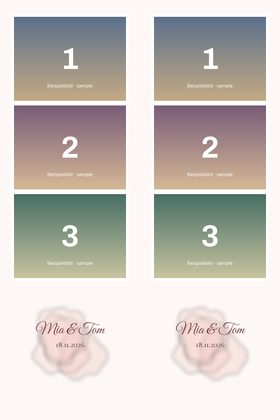 1
Beispielbild - sample
2
Beispielbild - sample
3
Beispielbild - sample
Mia & Tom
18.11.2026
1
Beispielbild - sample
2
Beispielbild - sample
3
Beispielbild - sample
Mia & Tom
18.11.2026